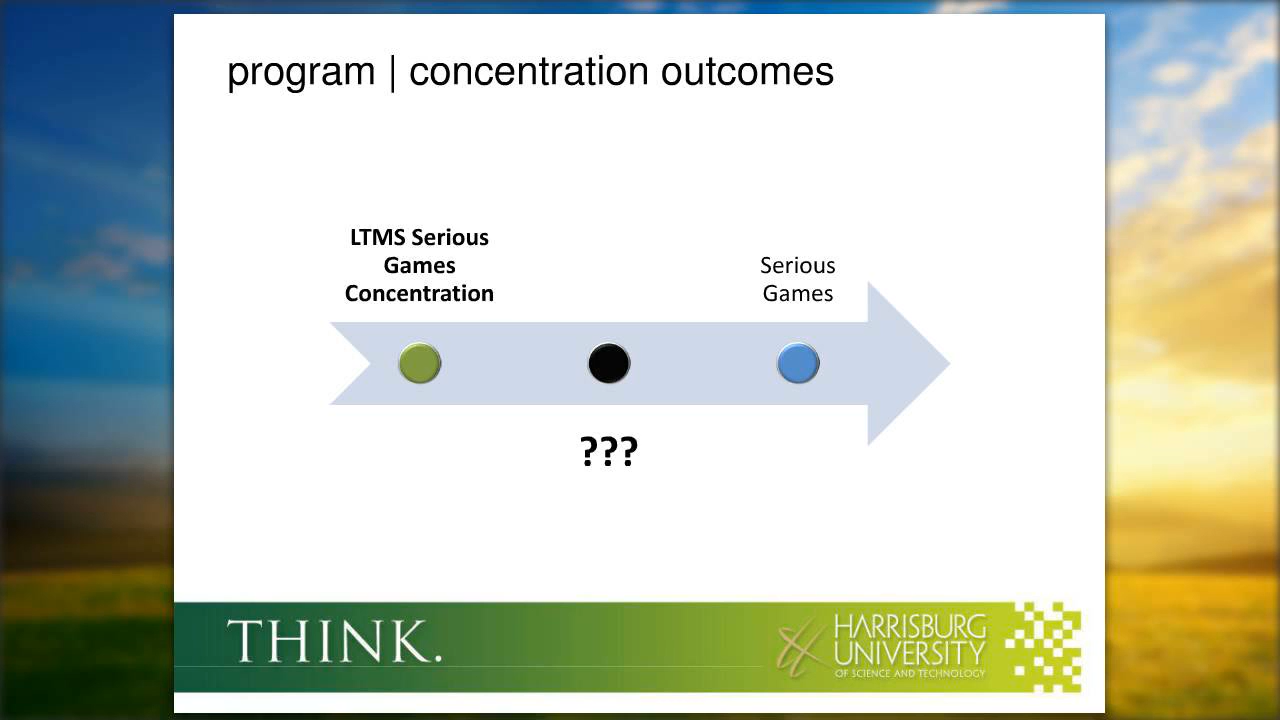 program | concentration outcomes
LTMS Serious
Games
Concentration
Serious
Games
???
THINK.
HARRISBURG
UNIVERSITY
OF SCIENCE AND TECHNOLOGY